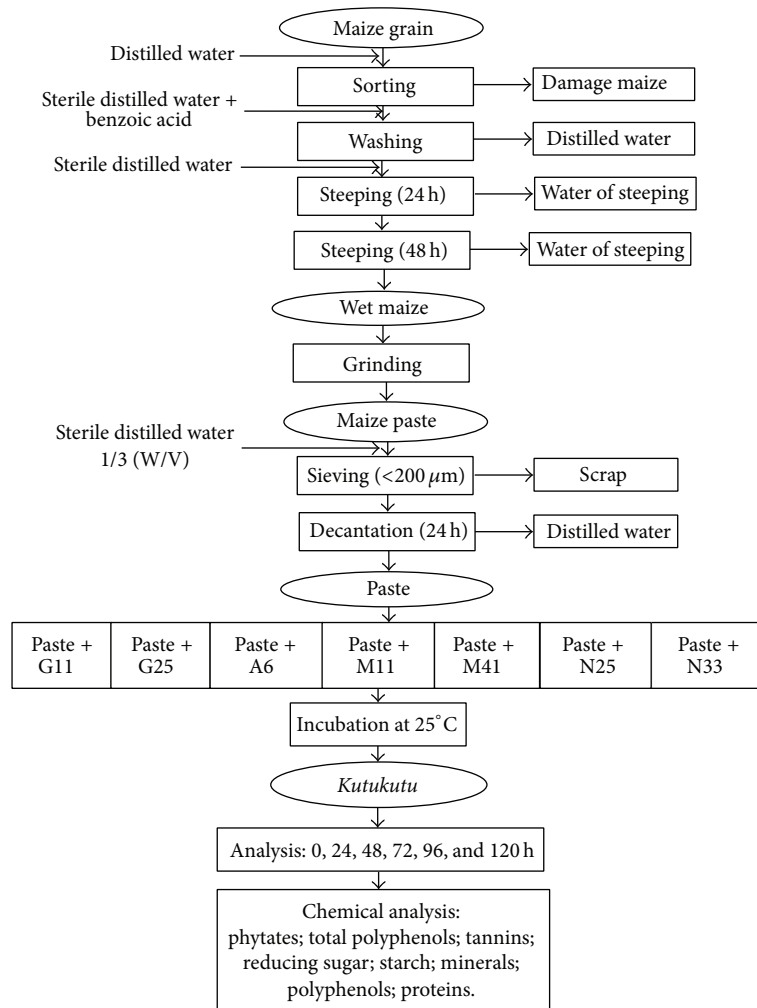 Maize grain
Distilled water
Sorting
Damage maize
Sterile distilled water +
benzoic acid
Washing
Distilled water
Sterile distilled water
Steeping (24 h)
Water of steeping
Steeping (48 h)
Water of steeping
Wet maize
Grinding
Maize paste
Sterile distilled water
1/3 (W/V)
Sieving (<200 μm)
Scrap
Decantation (24 h)
Distilled water
Paste
Paste +
G11
Paste +
G25
Paste +
A6
Paste +
M11
Paste +
M41
Paste +
N25
Paste +
N33
Incubation at 25°C
Kutukutu
Analysis: 0, 24, 48, 72, 96, and 120 h
Chemical analysis:
phytates; total polyphenols; tannins;
reducing sugar; starch; minerals;
polyphenols; proteins.